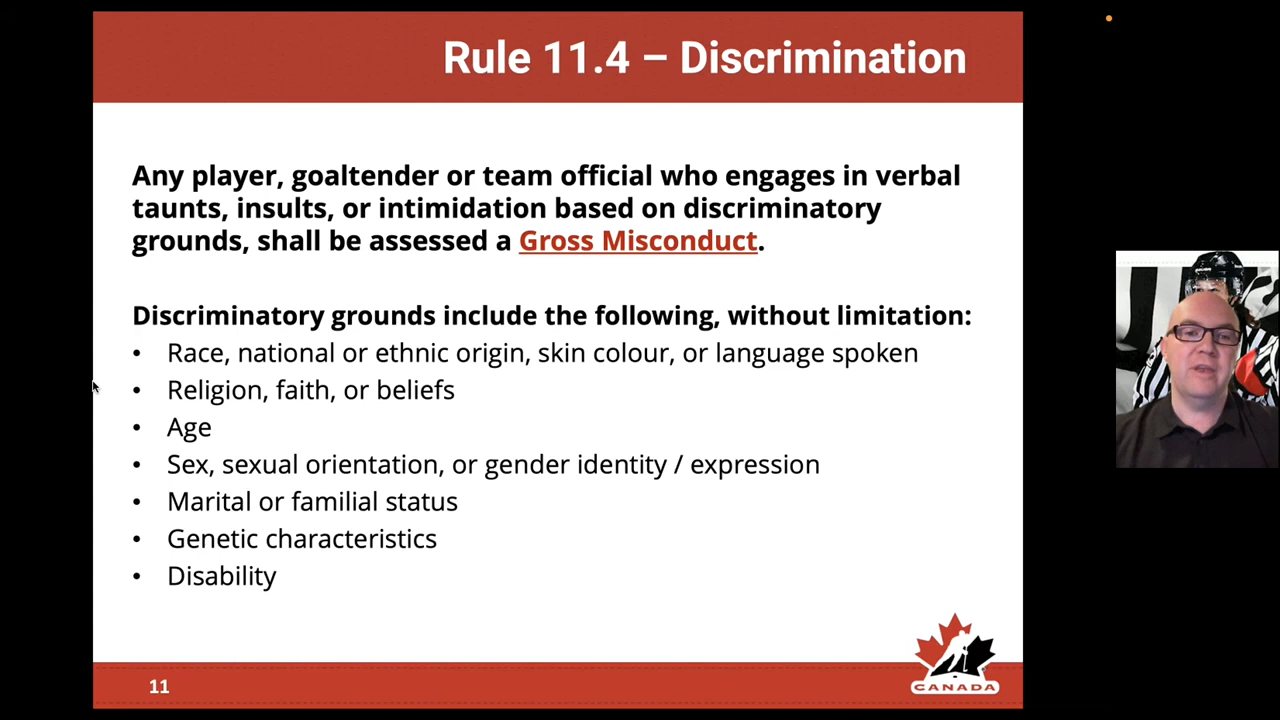 Rule 11.4 – Discrimination
Any player, goaltender or team official who engages in verbal
taunts, insults, or intimidation based on discriminatory
grounds, shall be assessed a Gross Misconduct.
Discriminatory grounds include the following, without limitation:
• Race, national or ethnic origin, skin colour, or language spoken
• Religion, faith, or beliefs
• Age
• Sex, sexual orientation, or gender identity / expression
• Marital or familial status
• Genetic characteristics
• Disability
11
CANADA